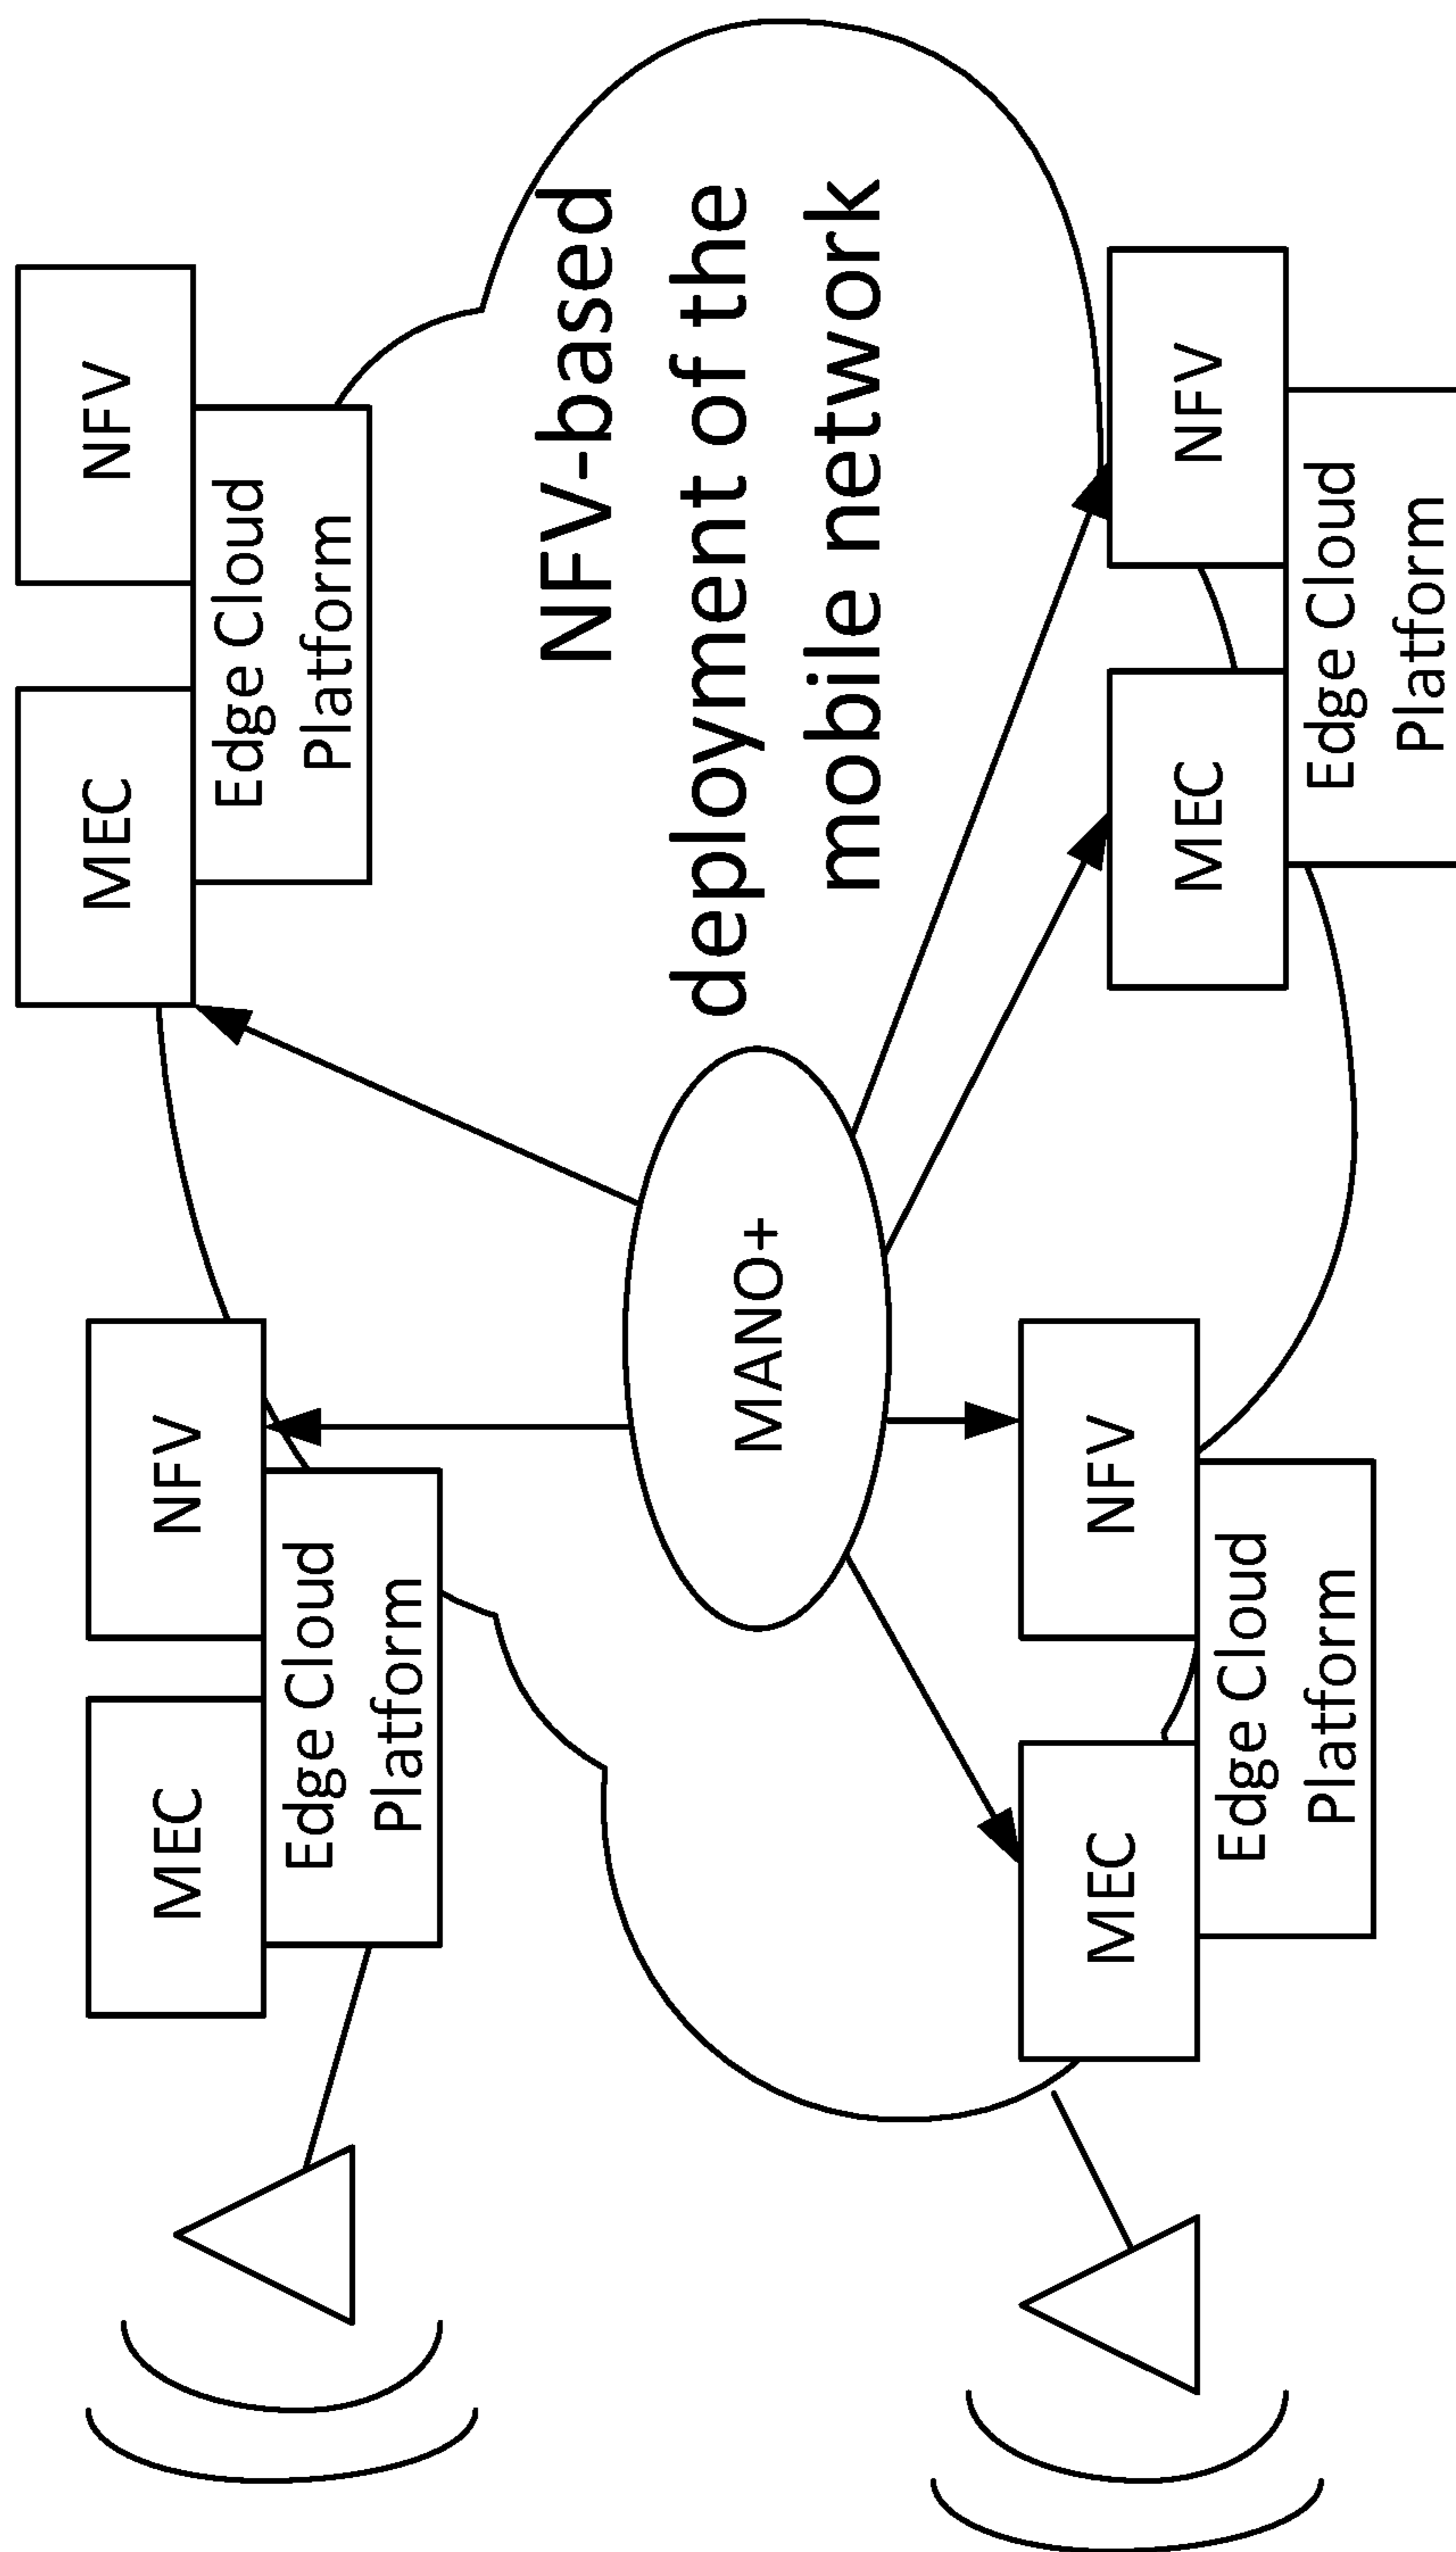 MEC
NFV
Edge Cloud
Platform
MEC
NFV
Edge Cloud
Platform
NFV-based
deployment of the
mobile network
MANO+
MEC
NFV
Edge Cloud
Platform
MEC
NFV
Edge Cloud
Platform